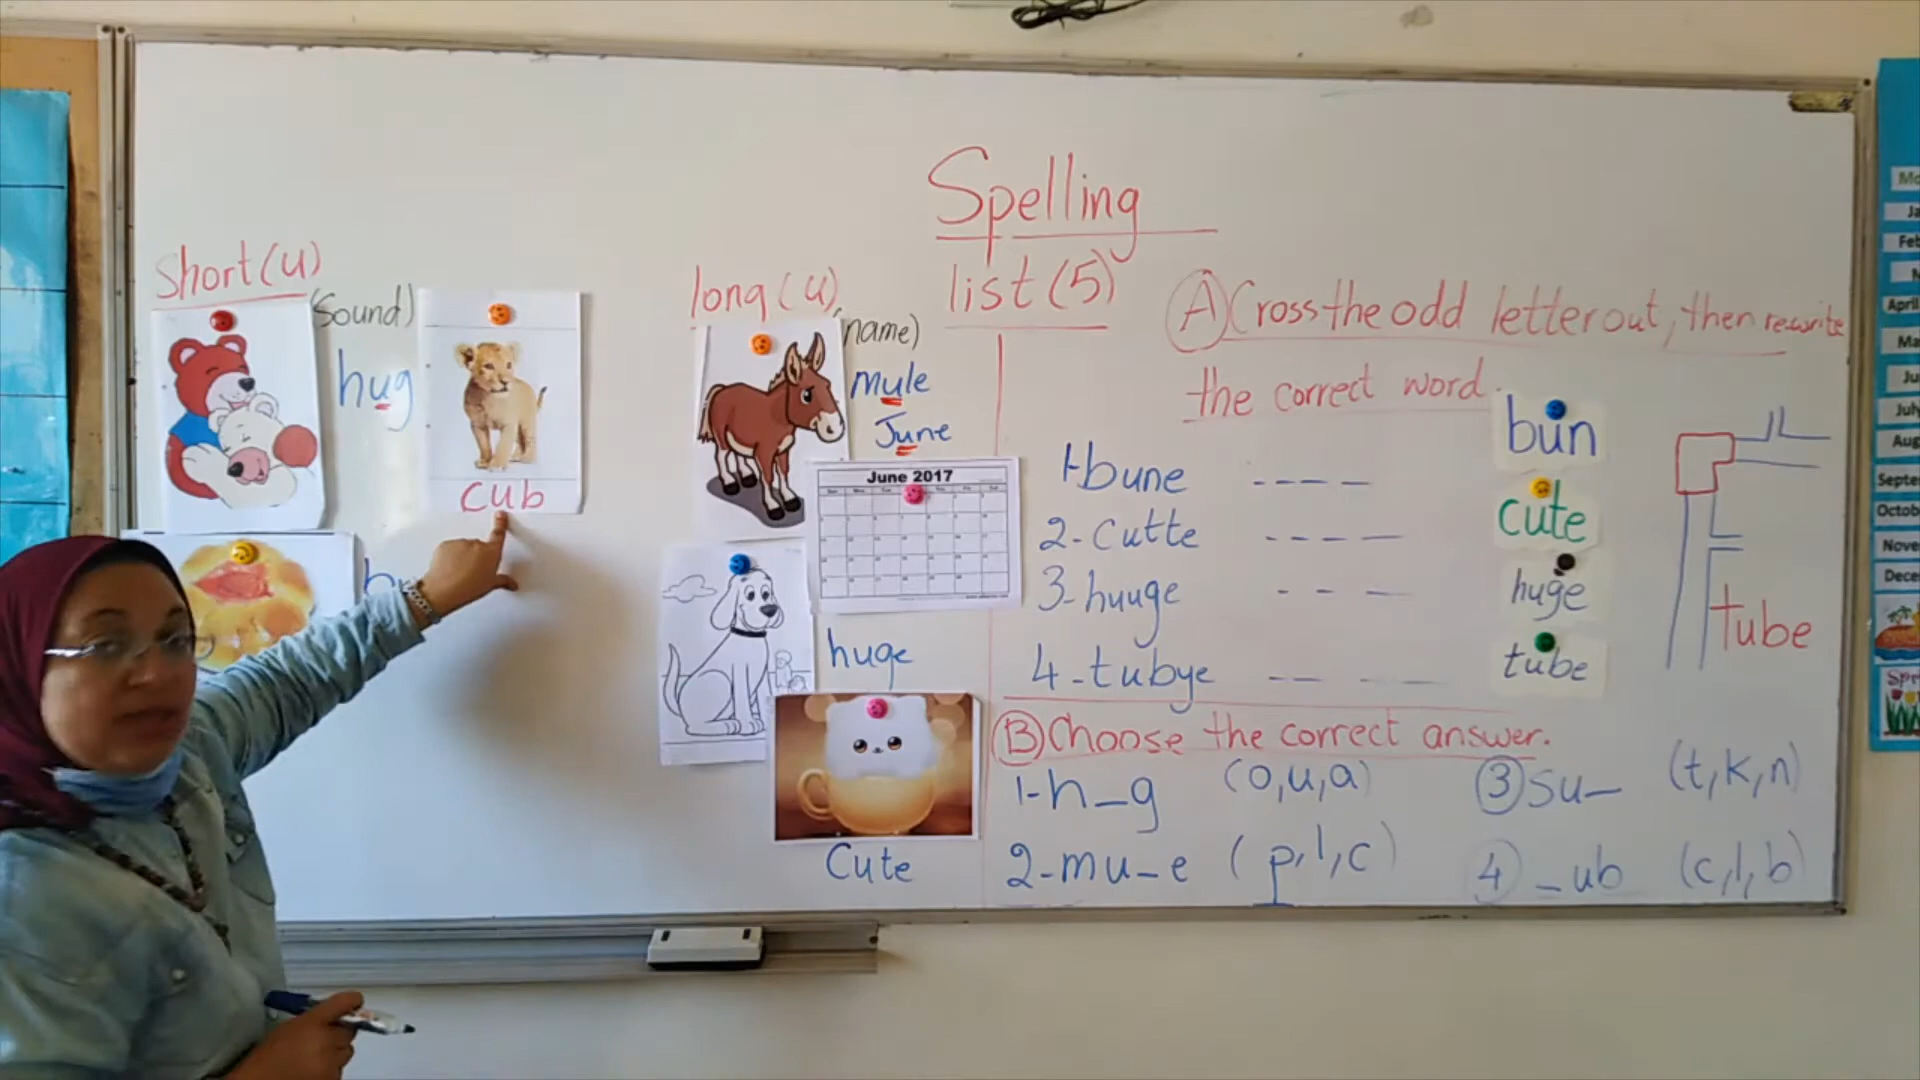 Spelling
list (5)
short (u)
(Sound)
hug
cub
long (u)
(name)
mule
June
June 2017
huge
Cute
(A) Cross the odd letter out, then rewrite
the correct word.
1- bune ----
2- cutte ----
3- huuge ---
4- tubye ----
bun
cute
huge
tube
tube
(B) Choose the correct answer.
1- h_g (o,u,a)
2- mu_e (p,l,c)
(3) su_ (t,k,n)
(4) _ub (c,l,b)
April